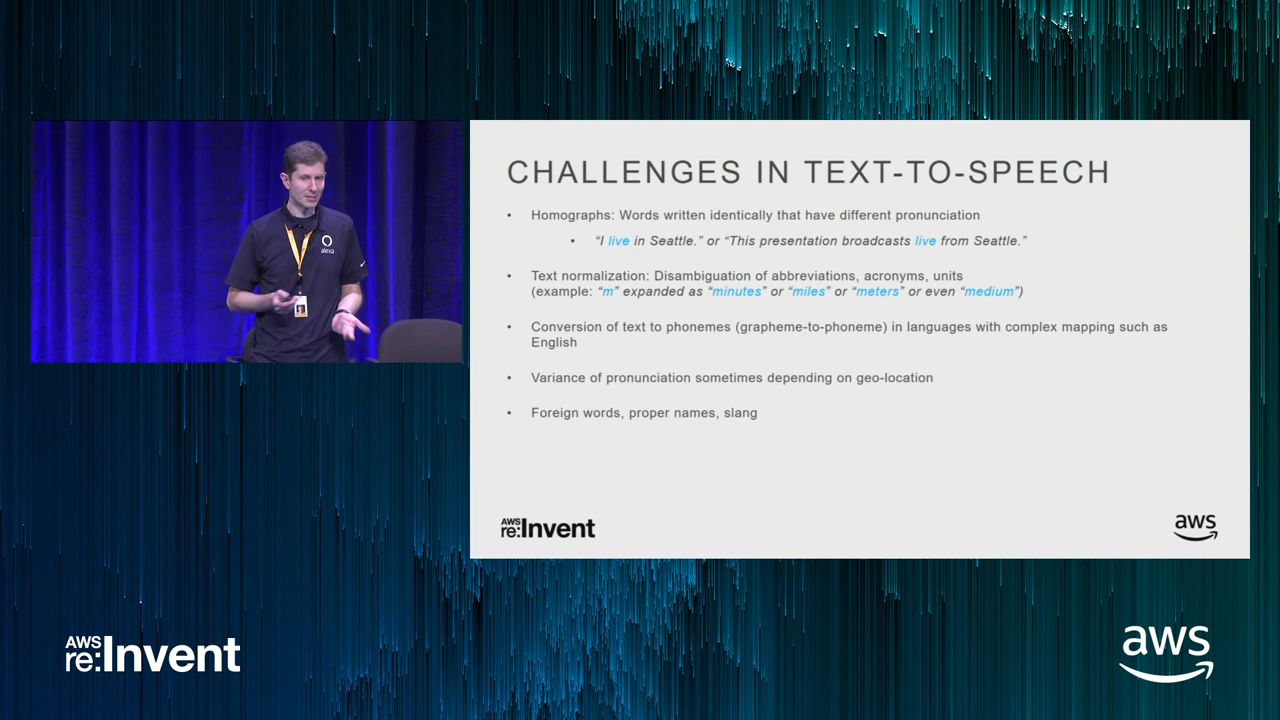 alexa
CHALLENGES IN TEXT-TO-SPEECH
• Homographs: Words written identically that have different pronunciation
• “I live in Seattle.” or “This presentation broadcasts live from Seattle.”
• Text normalization: Disambiguation of abbreviations, acronyms, units
(example: “m” expanded as “minutes” or “miles” or “meters” or even “medium”)
• Conversion of text to phonemes (grapheme-to-phoneme) in languages with complex mapping such as
English
• Variance of pronunciation sometimes depending on geo-location
• Foreign words, proper names, slang
AWS
re:Invent
aws
AWS
re:Invent
aws